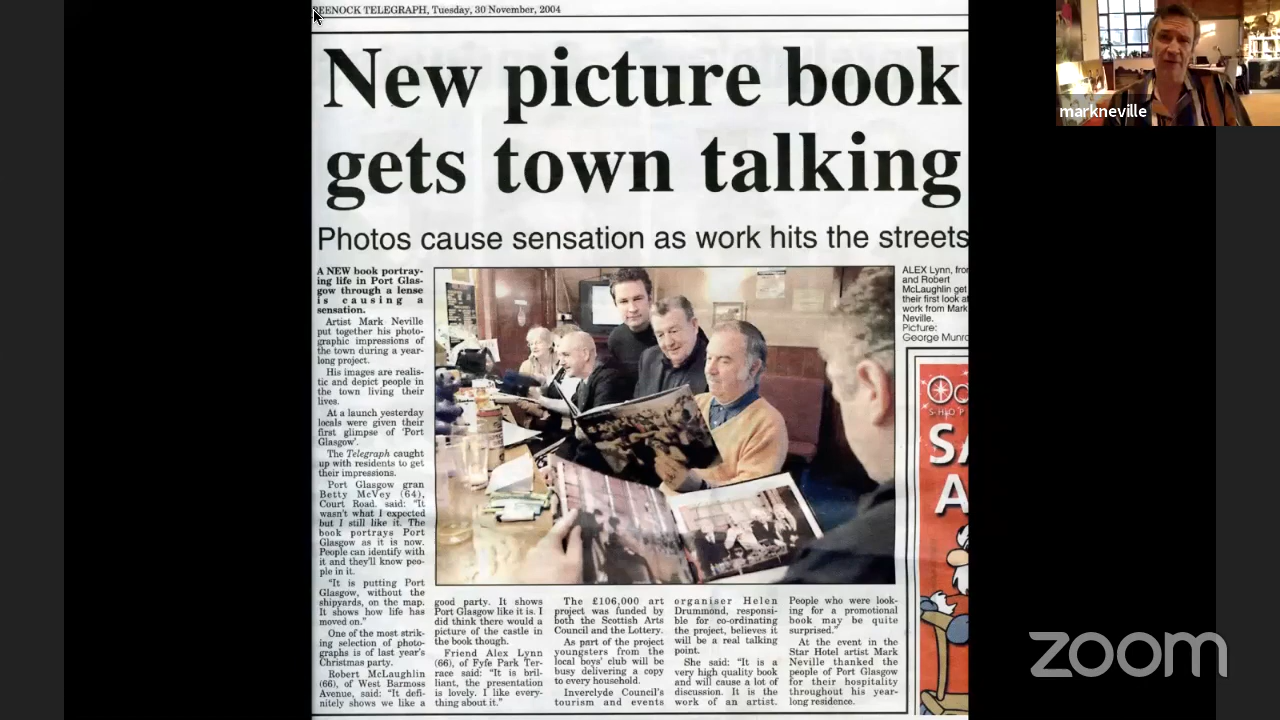 REENOCK TELEGRAPH, Tuesday, 30 November, 2004
New picture book
gets town talking
Photos cause sensation as work hits the streets
A NEW book portray-
ing life in Port Glas-
gow through a lense
is causing a
sensation.
Artist Mark Neville
put together his photo-
graphic impressions of
the town during a year-
long project.
His images are realis-
tic and depict people in
the town living their
lives.
At a launch yesterday
locals were given their
first glimpse of 'Port
Glasgow'.
The Telegraph caught
up with residents to get
their impressions.
Port Glasgow gran
Betty McVey (64),
Court Road, said: "It
wasn't what I expected
but I still like it. The
book portrays Port
Glasgow as it is now.
People can identify with
it and they'll know peo-
ple in it.
"It is putting Port
Glasgow, without the
shipyards, on the map.
It shows how life has
moved on."
One of the most strik-
ing selection of photo-
graphs is of last year's
Christmas party.
Robert McLaughlin
(66), of West Barmoss
Avenue, said: "It defi-
nitely shows we like a
good party. It shows
Port Glasgow like it is. I
did think there would a
picture of the castle in
the book though.
Friend Alex Lynn
(66), of Fyfe Park Ter-
race said: "It is bril-
liant, the presentation
is lovely. I like every-
thing about it."
The £106,000 art
project was funded by
both the Scottish Arts
Council and the Lottery.
As part of the project
youngsters from the
local boys' club will be
busy delivering a copy
to every household.
Inverclyde Council's
tourism and events
organiser Helen
Drummond, responsi-
ble for co-ordinating
the project, believes it
will be a real talking
point.
She said: "It is a
very high quality book
and will cause a lot of
discussion. It is the
work of an artist.
People who were look-
ing for a promotional
book may be quite
surprised."
At the event in the
Star Hotel artist Mark
Neville thanked the
people of Port Glasgow
for their hospitality
throughout his year-
long residence.
ALEX Lynn, fro
and Robert
McLaughlin get
their first look at
work from Mark
Neville.
Picture:
George Munro
SHOP
SA
A
markneville
zoom